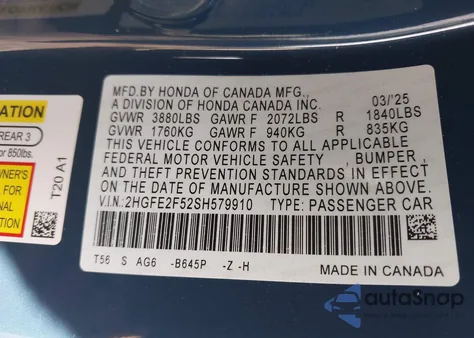 MFD.BY HONDA OF CANADA MFG.,
A DIVISION OF HONDA CANADA INC. 03/'25
GVWR 3880LBS GAWR F 2072LBS R 1840LBS
GVWR 1760KG GAWR F 940KG R 835KG
THIS VEHICLE CONFORMS TO ALL APPLICABLE
FEDERAL MOTOR VEHICLE SAFETY , BUMPER ,
AND THEFT PREVENTION STANDARDS IN EFFECT
ON THE DATE OF MANUFACTURE SHOWN ABOVE.
V.I.N:2HGFE2F52SH579910 TYPE: PASSENGER CAR
T56 S AG6 -B645P -Z -H
MADE IN CANADA
ATION
REAR 3
or 850lbs.
WNER'S
FOR
NAL
TION
T20 A1
autoSnap